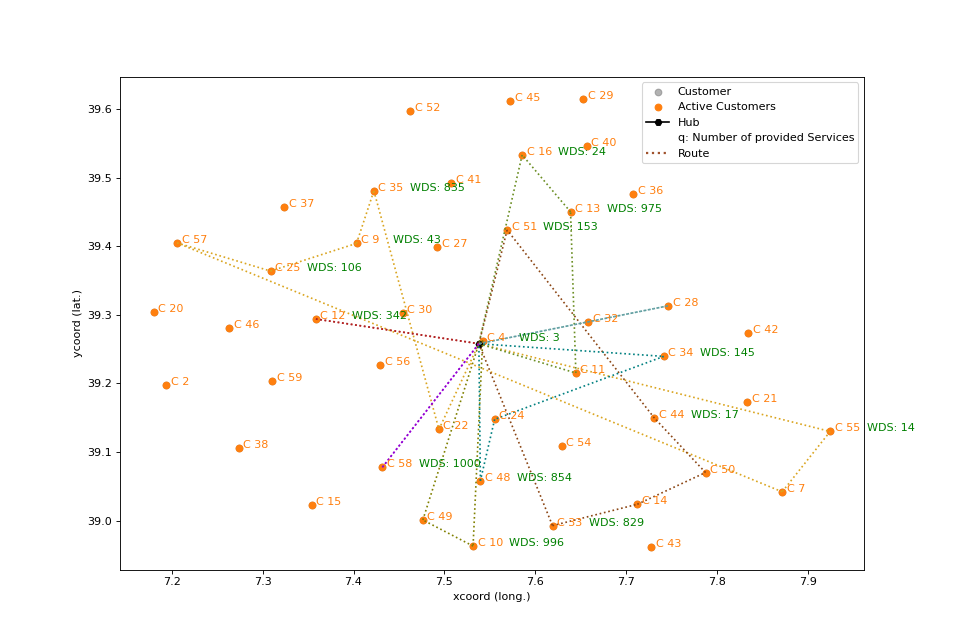 Customer
Active Customers
Hub
q: Number of provided Services
Route
C 52
C 45
C 29
C 40
C 16 WDS: 24
C 41
C 35 WDS: 835
C 36
C 37
C 13 WDS: 975
C 51 WDS: 153
C 57
C 9 WDS: 43
C 27
C 25 WDS: 106
C 28
C 20
C 30
C 12 WDS: 342
C 32
C 46
C 42
C 4 WDS: 3
C 34 WDS: 145
C 56
C 11
C 2
C 59
C 21
C 24
C 44 WDS: 17
C 22
C 55 WDS: 14
C 54
C 38
C 58 WDS: 1000
C 50
C 48 WDS: 854
C 7
C 15
C 14
C 49
C 53 WDS: 829
C 10 WDS: 996
C 43
39.6
39.5
39.4
39.3
39.2
39.1
39.0
ycoord (lat.)
7.2 7.3 7.4 7.5 7.6 7.7 7.8 7.9
xcoord (long.)